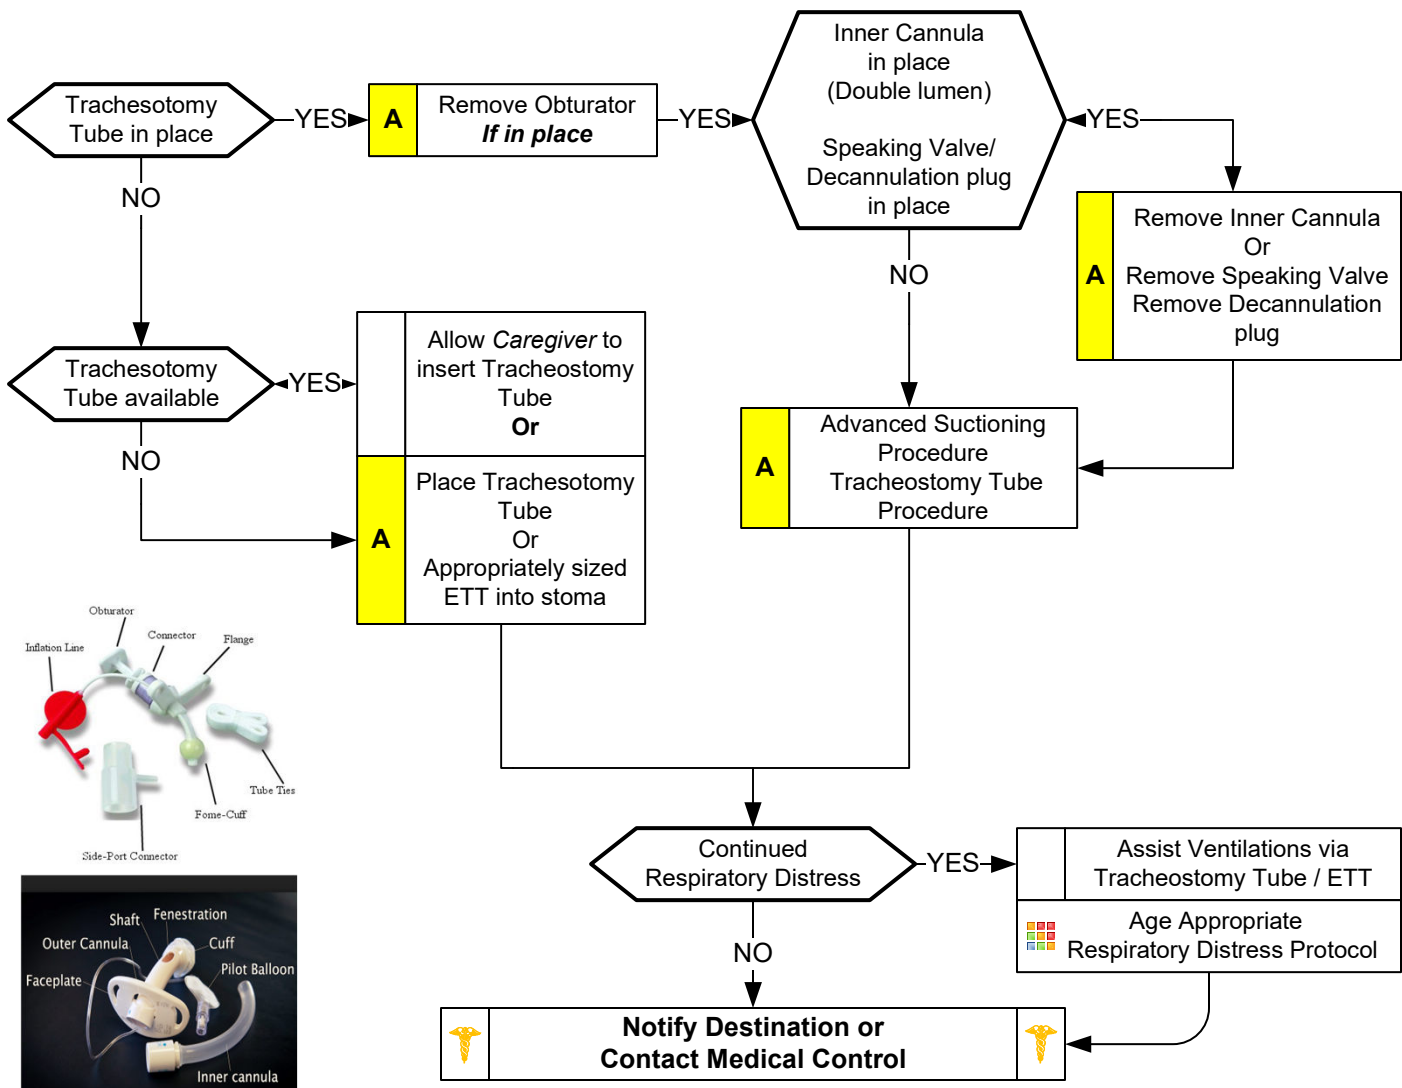 Trachesotomy
Tube in place
YES
A
Remove Obturator
If in place
YES
Inner Cannula
in place
(Double lumen)
Speaking Valve/
Decannulation plug
in place
YES
A
Remove Inner Cannula
Or
Remove Speaking Valve
Remove Decannulation
plug
NO
NO
Trachesotomy
Tube available
YES
Allow Caregiver to
insert Tracheostomy
Tube
Or
NO
A
Place Trachesotomy
Tube
Or
Appropriately sized
ETT into stoma
A
Advanced Suctioning
Procedure
Tracheostomy Tube
Procedure
Obturator
Connector
Flange
Inflation Line
Tube Ties
Fome-Cuff
Side-Port Connector
Continued
Respiratory Distress
YES
Assist Ventilations via
Tracheostomy Tube / ETT
Age Appropriate
Respiratory Distress Protocol
NO
Notify Destination or
Contact Medical Control
Shaft
Fenestration
Outer Cannula
Cuff
Faceplate
Pilot Balloon
Inner cannula